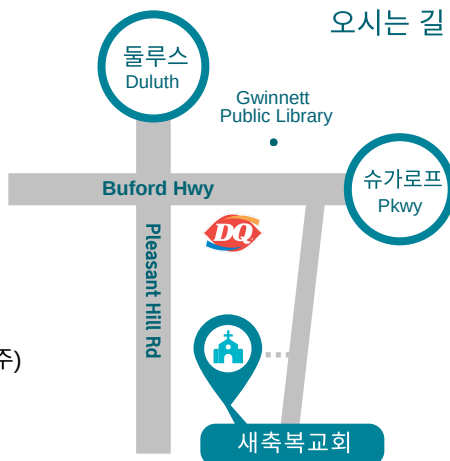 오시는 길
둘루스
Duluth
Gwinnett
Public Library
슈가로프
Pkwy
Buford Hwy
DQ
Pleasant Hill Rd
주)
새축복교회